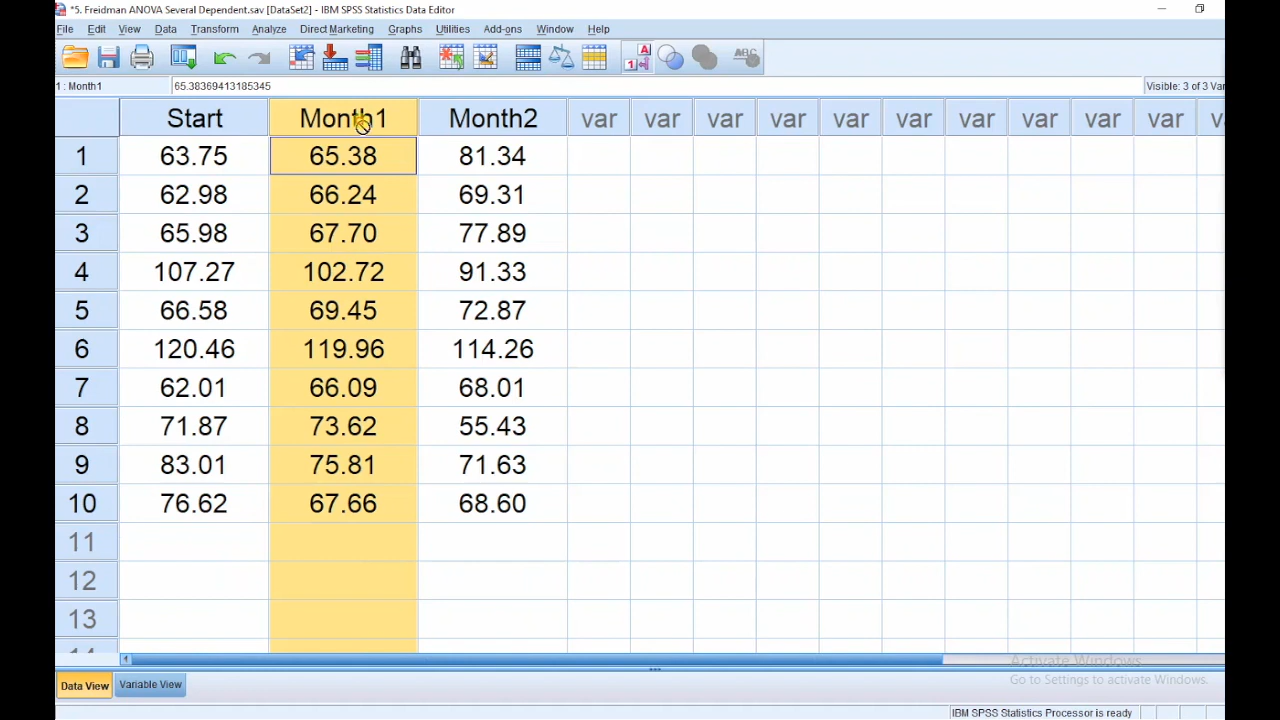 *5. Freidman ANOVA Several Dependent.sav [DataSet2] - IBM SPSS Statistics Data Editor
File Edit View Data Transform Analyze Direct Marketing Graphs Utilities Add-ons Window Help
1 : Month1 65.38369413185345 Visible: 3 of 3 Var
Start Month1 Month2 var var var var var var var var var var
1 63.75 65.38 81.34
2 62.98 66.24 69.31
3 65.98 67.70 77.89
4 107.27 102.72 91.33
5 66.58 69.45 72.87
6 120.46 119.96 114.26
7 62.01 66.09 68.01
8 71.87 73.62 55.43
9 83.01 75.81 71.63
10 76.62 67.66 68.60
11
12
13
14
Activate Windows
Go to Settings to activate Windows.
Data View Variable View
IBM SPSS Statistics Processor is ready